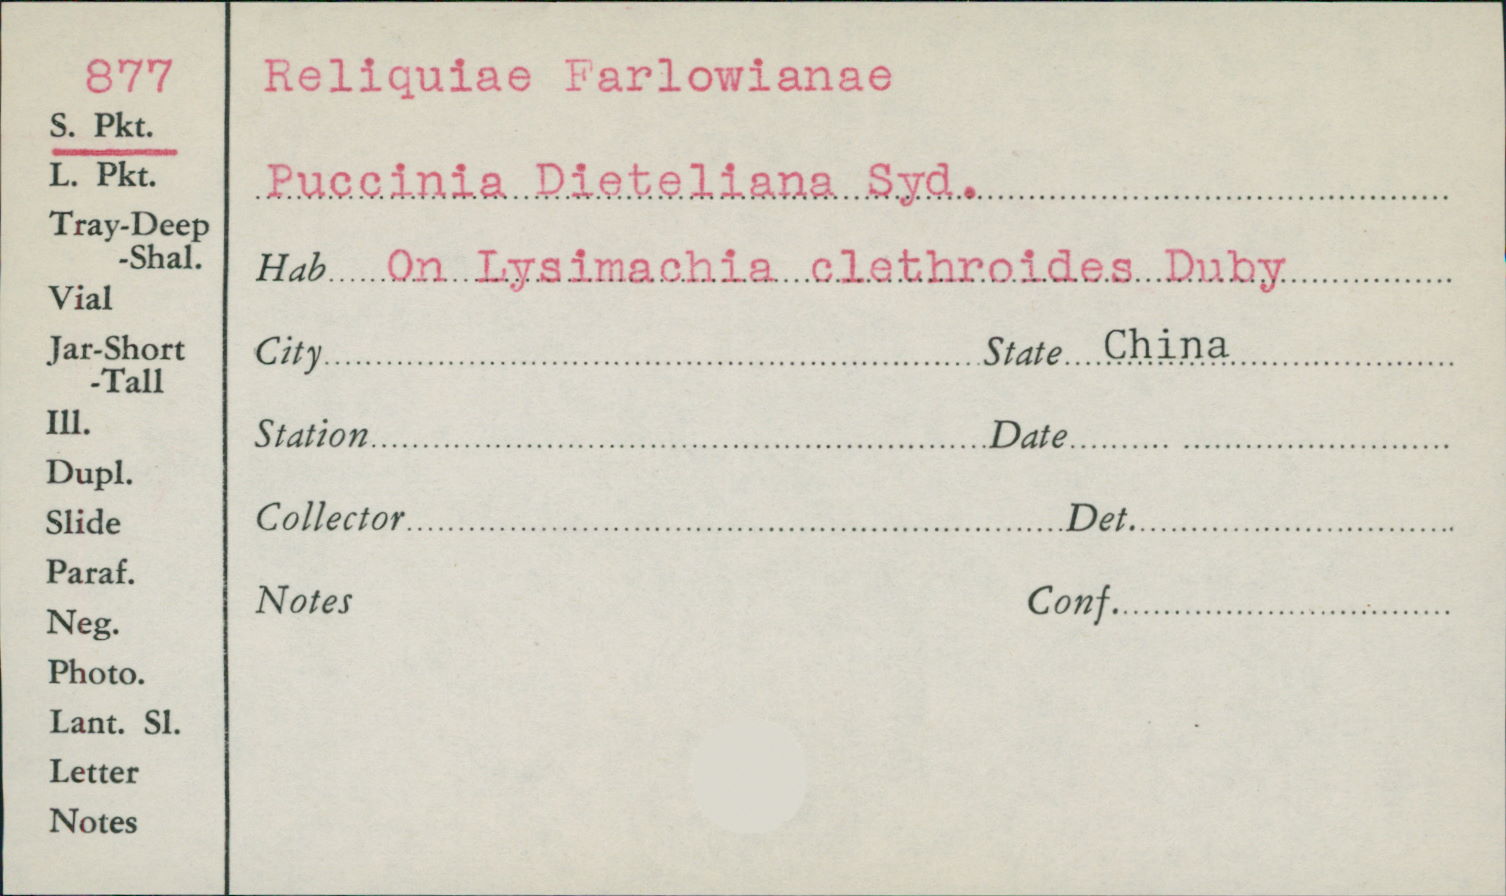 877
S. Pkt.
L. Pkt.
Tray-Deep
-Shal.
Vial
Jar-Short
-Tall
Ill.
Dupl.
Slide
Paraf.
Neg.
Photo.
Lant. Sl.
Letter
Notes
Reliquiae Farlowianae
Puccinia Dieteliana Syd.
Hab On Lysimachia clethroides Duby
City State China
Station Date
Collector Det.
Notes Conf.